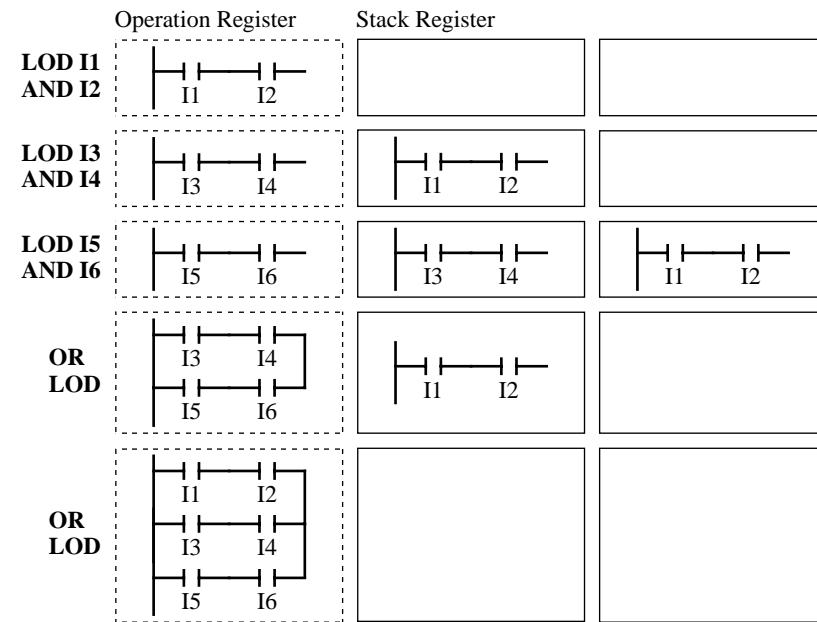 Operation Register Stack Register
LOD I1
AND I2
I1 I2
LOD I3
AND I4
I3 I4 I1 I2
LOD I5
AND I6
I5 I6 I3 I4 I1 I2
OR
LOD
I3 I4
I5 I6
I1 I2
OR
LOD
I1 I2
I3 I4
I5 I6